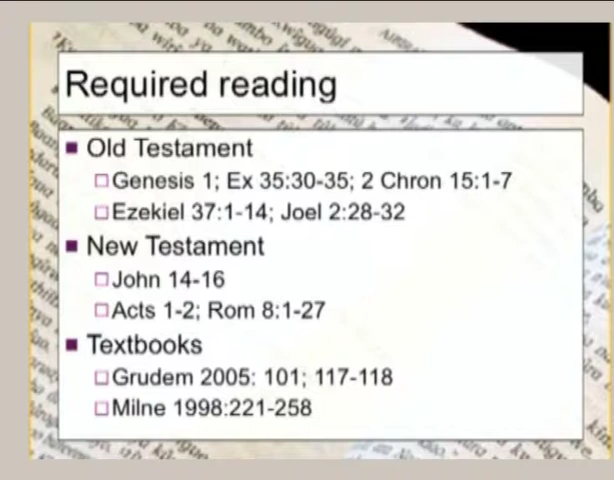 Required reading
Old Testament
Genesis 1; Ex 35:30-35; 2 Chron 15:1-7
Ezekiel 37:1-14; Joel 2:28-32
New Testament
John 14-16
Acts 1-2; Rom 8:1-27
Textbooks
Grudem 2005: 101; 117-118
Milne 1998:221-258